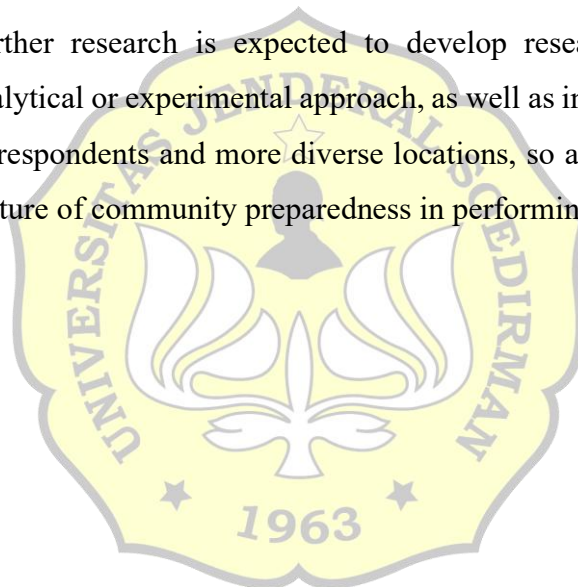 rther research is expected to develop resea
alytical or experimental approach, as well as in
respondents and more diverse locations, so a
ture of community preparedness in performin
UNIVERSITAS JENDERAL SOEDIRMAN
1963